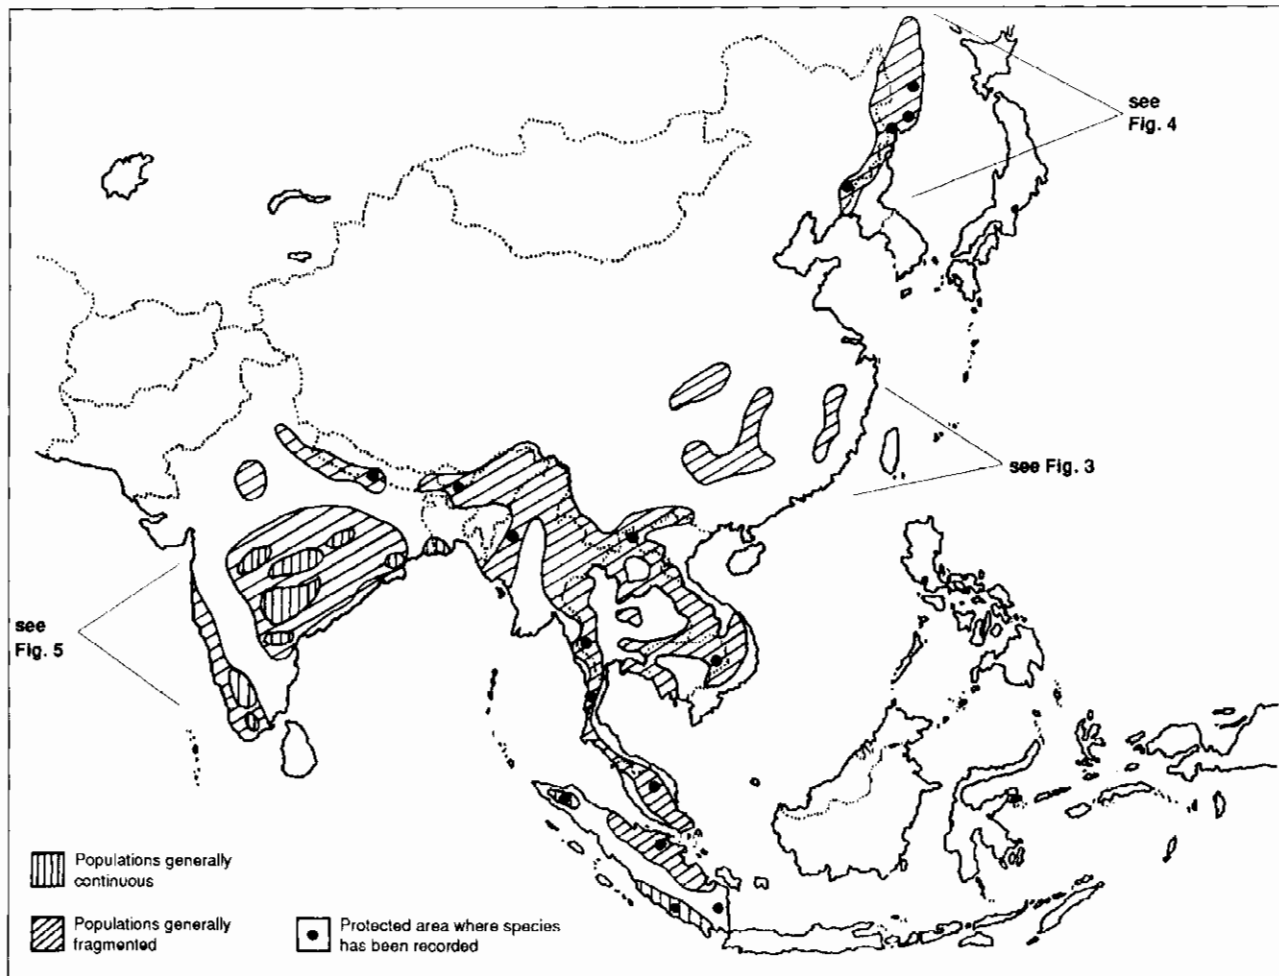 see
Fig. 4
see Fig. 3
see
Fig. 5
Populations generally
continuous
Populations generally
fragmented
Protected area where species
has been recorded